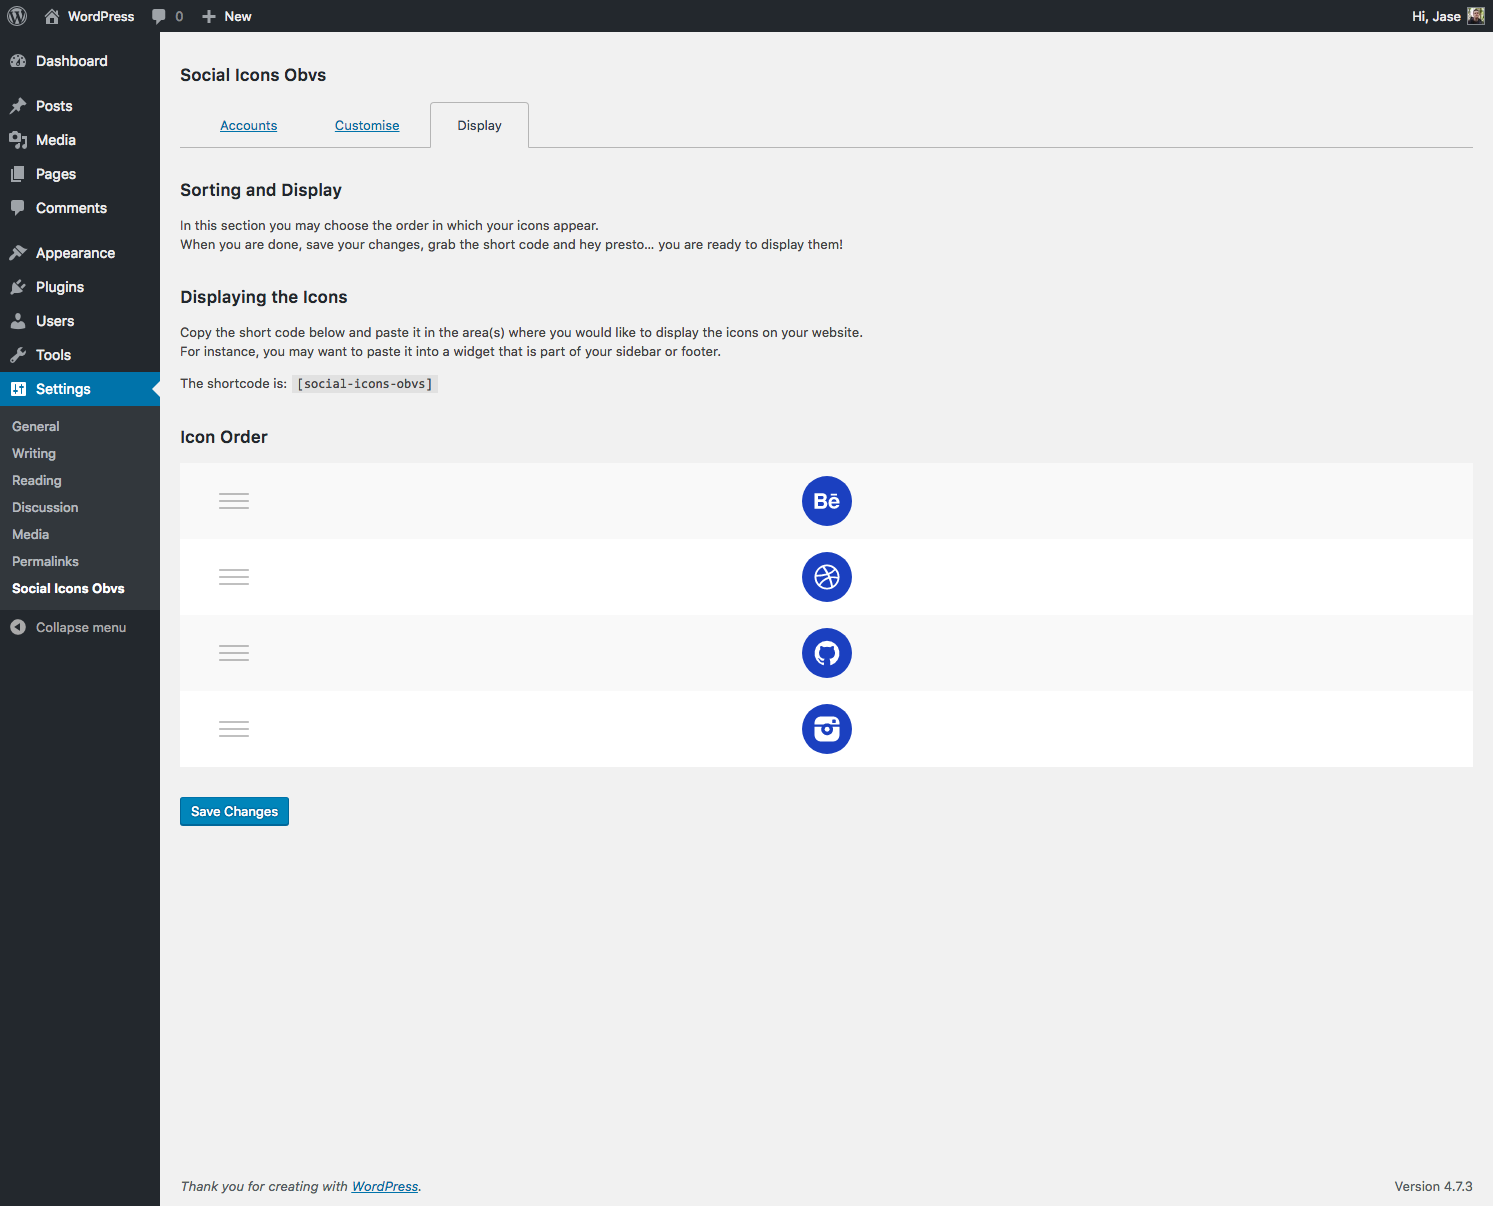 WordPress 0 New Hi, Jase
Dashboard
Posts
Media
Pages
Comments
Appearance
Plugins
Users
Tools
Settings
General
Writing
Reading
Discussion
Media
Permalinks
Social Icons Obvs
Collapse menu
Social Icons Obvs
Accounts Customise Display
Sorting and Display
In this section you may choose the order in which your icons appear.
When you are done, save your changes, grab the short code and hey presto... you are ready to display them!
Displaying the Icons
Copy the short code below and paste it in the area(s) where you would like to display the icons on your website.
For instance, you may want to paste it into a widget that is part of your sidebar or footer.
The shortcode is: [social-icons-obvs]
Icon Order
Bē
Save Changes
Thank you for creating with WordPress. Version 4.7.3